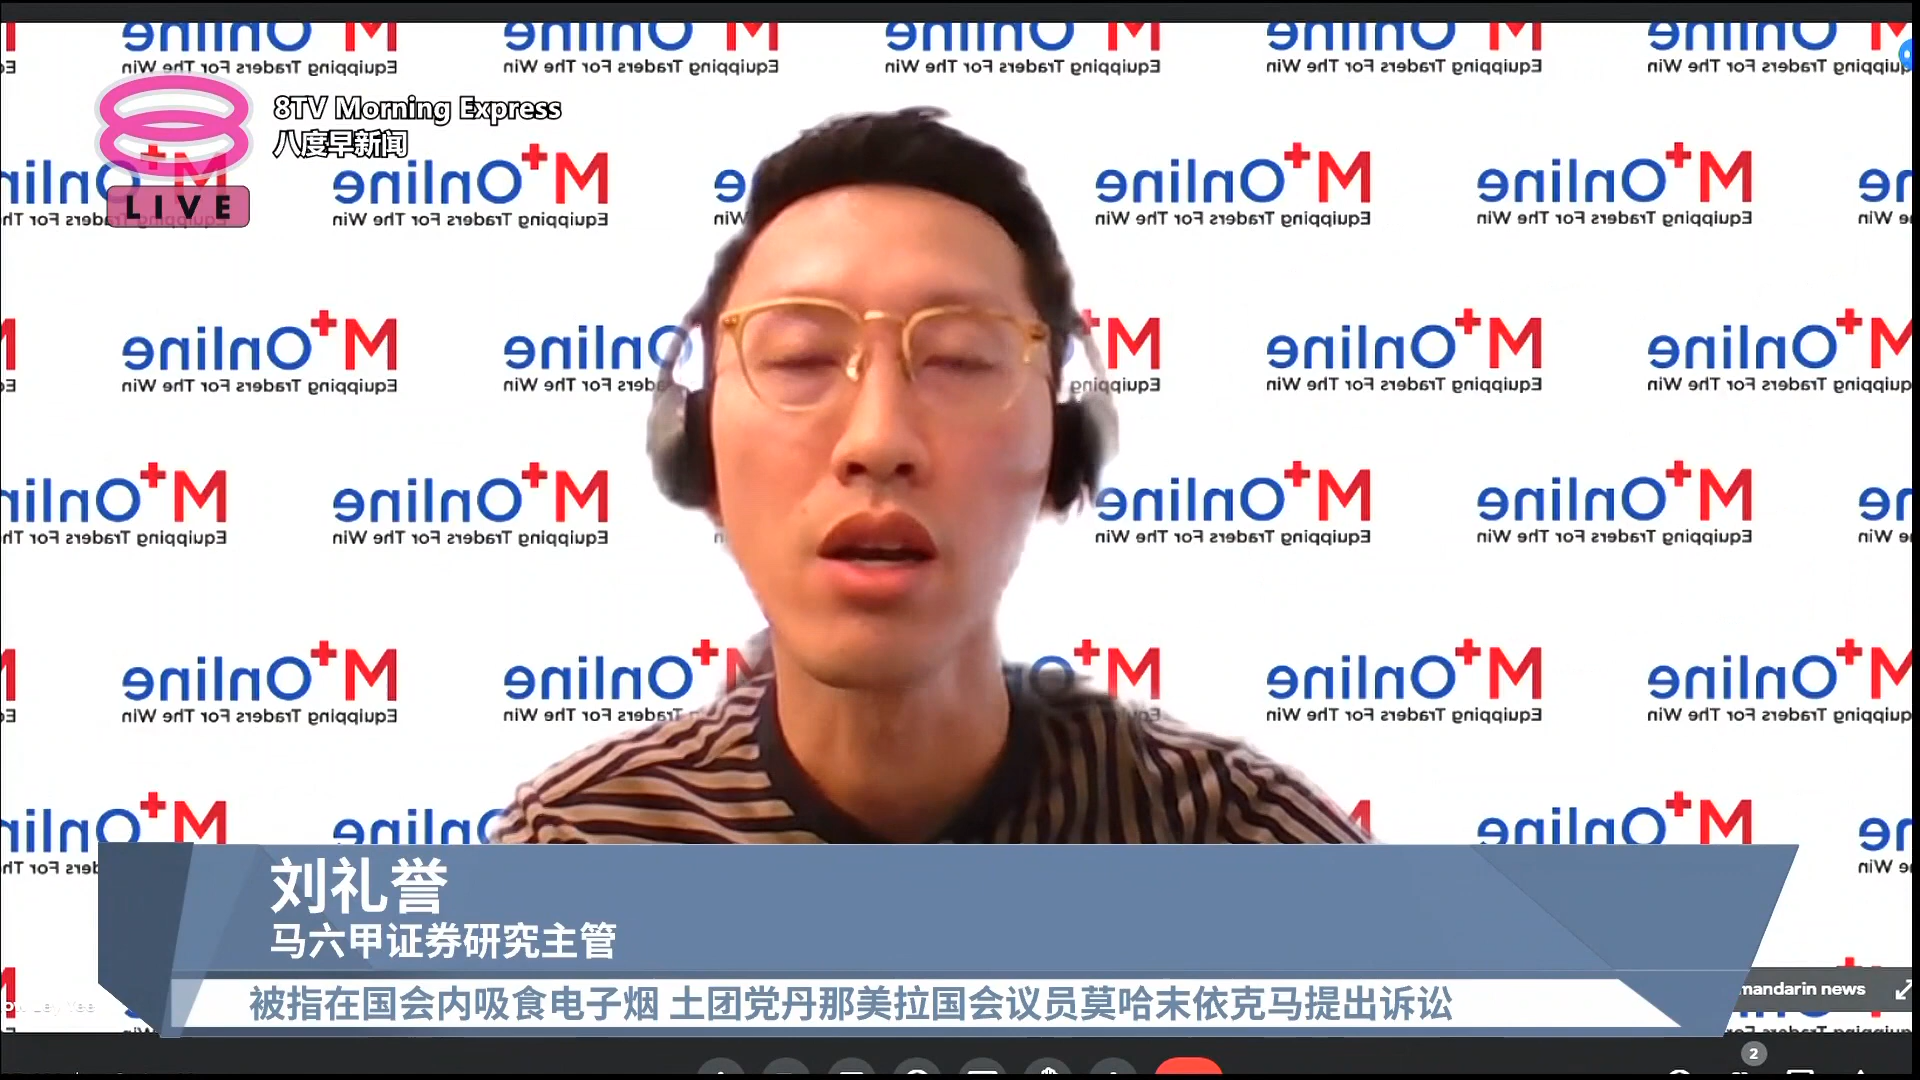 8TV Morning Express
八度早新闻
LIVE
M+Online
Equipping Traders For The Win
刘礼誉
马六甲证券研究主管
被指在国会内吸食电子烟 土团党丹那美拉国会议员莫哈末依克马提出诉讼
mandarin news
2